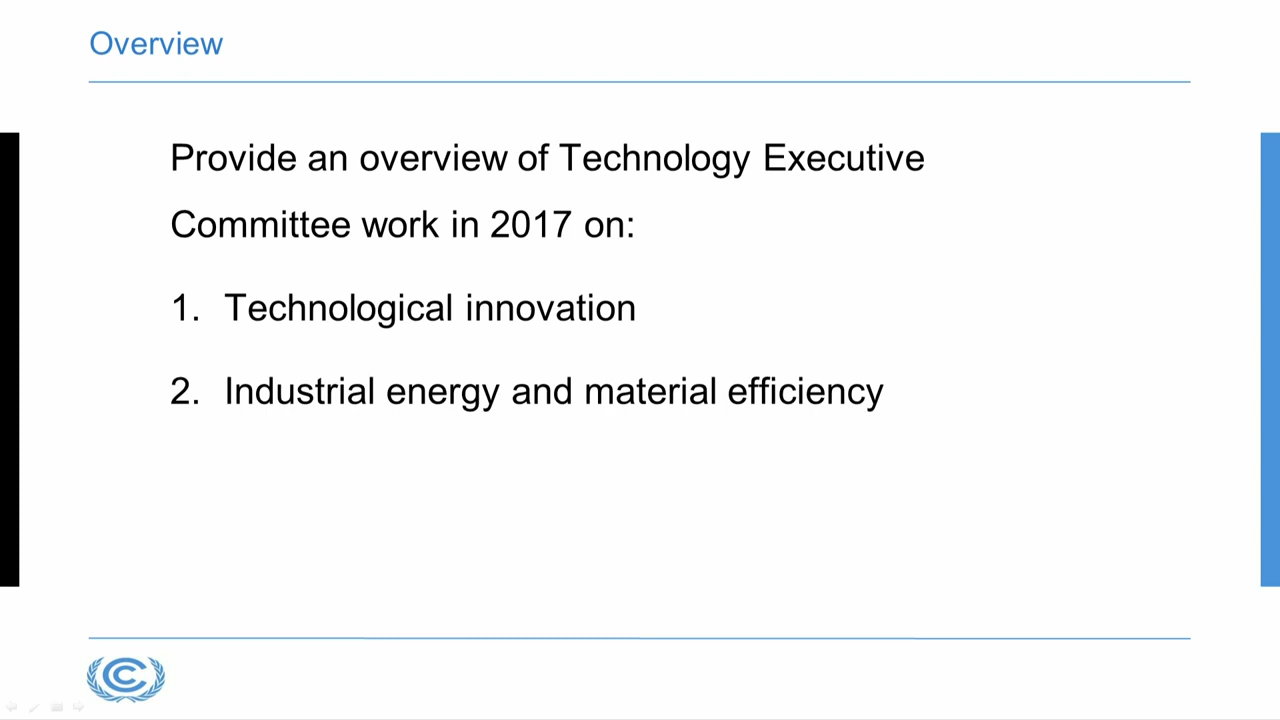 Overview
Provide an overview of Technology Executive
Committee work in 2017 on:
1. Technological innovation
2. Industrial energy and material efficiency